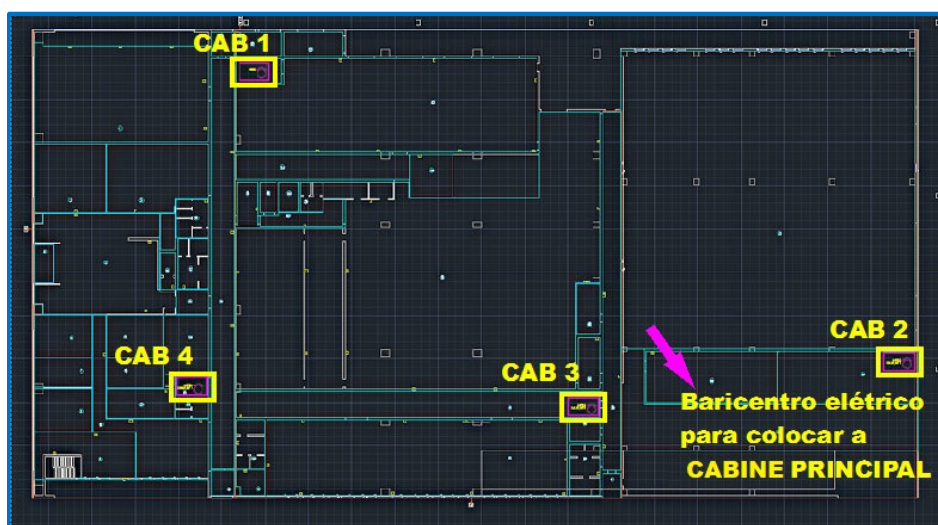 CAB 1
CAB 2
CAB 4
CAB 3
Baricentro elétrico
para colocar a
CABINE PRINCIPAL